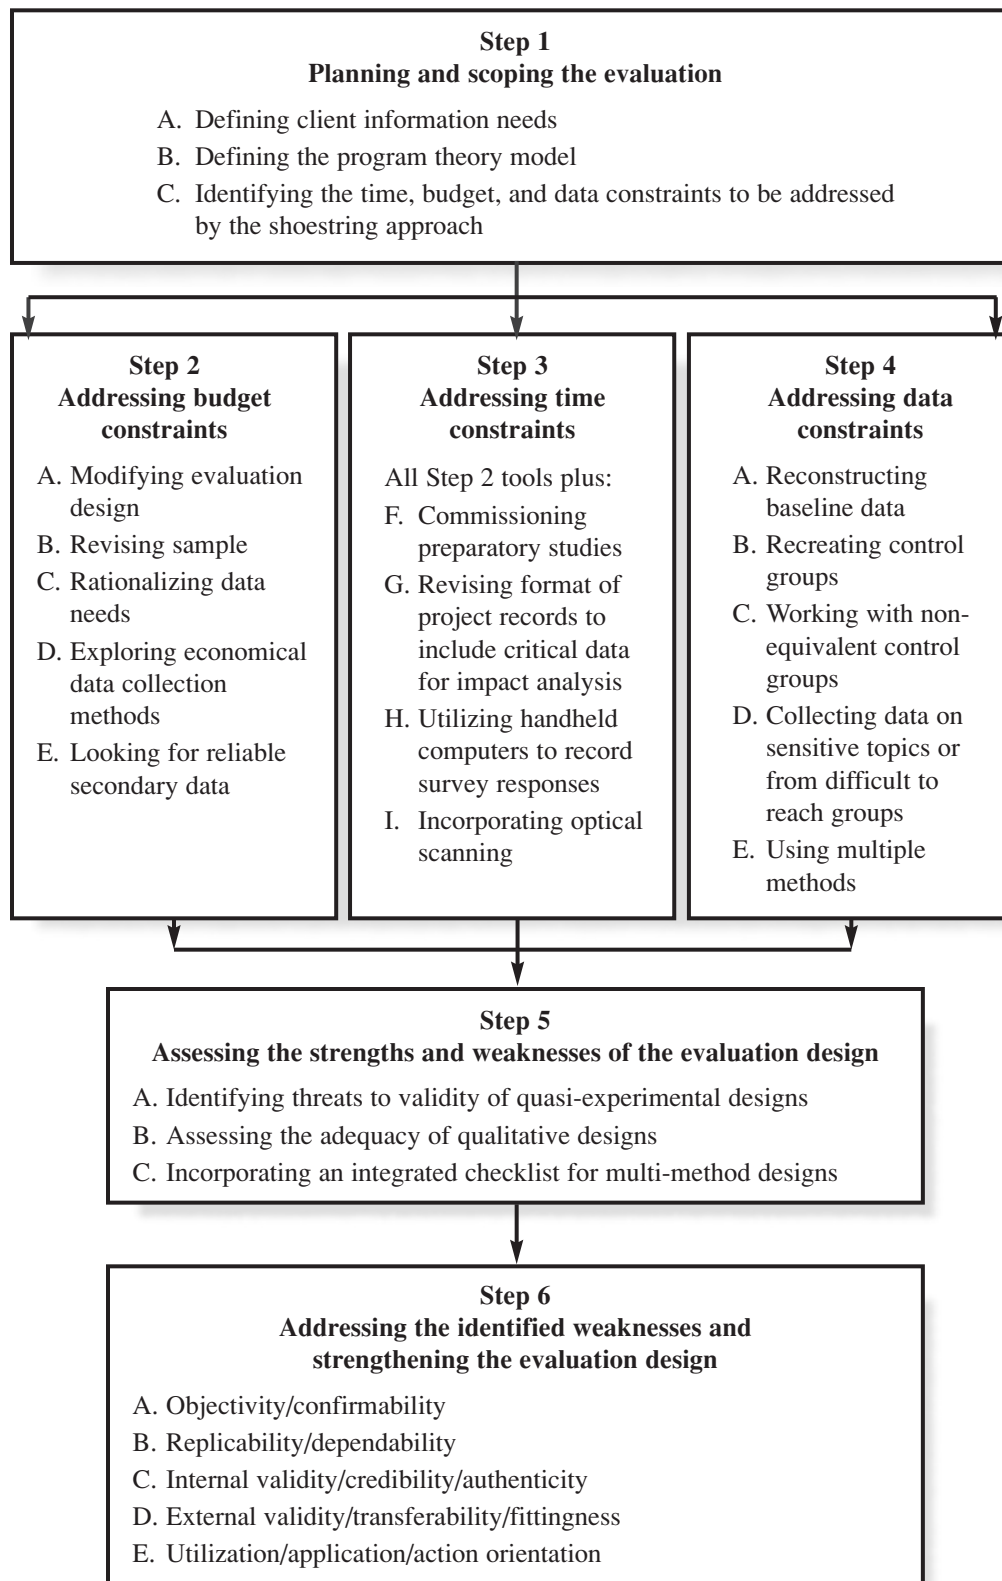 Step 1
Planning and scoping the evaluation
A. Defining client information needs
B. Defining the program theory model
C. Identifying the time, budget, and data constraints to be addressed
by the shoestring approach
Step 2
Addressing budget
constraints
A. Modifying evaluation
design
B. Revising sample
C. Rationalizing data
needs
D. Exploring economical
data collection
methods
E. Looking for reliable
secondary data
Step 3
Addressing time
constraints
All Step 2 tools plus:
F. Commissioning
preparatory studies
G. Revising format of
project records to
include critical data
for impact analysis
H. Utilizing handheld
computers to record
survey responses
I. Incorporating optical
scanning
Step 4
Addressing data
constraints
A. Reconstructing
baseline data
B. Recreating control
groups
C. Working with non-
equivalent control
groups
D. Collecting data on
sensitive topics or
from difficult to
reach groups
E. Using multiple
methods
Step 5
Assessing the strengths and weaknesses of the evaluation design
A. Identifying threats to validity of quasi-experimental designs
B. Assessing the adequacy of qualitative designs
C. Incorporating an integrated checklist for multi-method designs
Step 6
Addressing the identified weaknesses and
strengthening the evaluation design
A. Objectivity/confirmability
B. Replicability/dependability
C. Internal validity/credibility/authenticity
D. External validity/transferability/fittingness
E. Utilization/application/action orientation